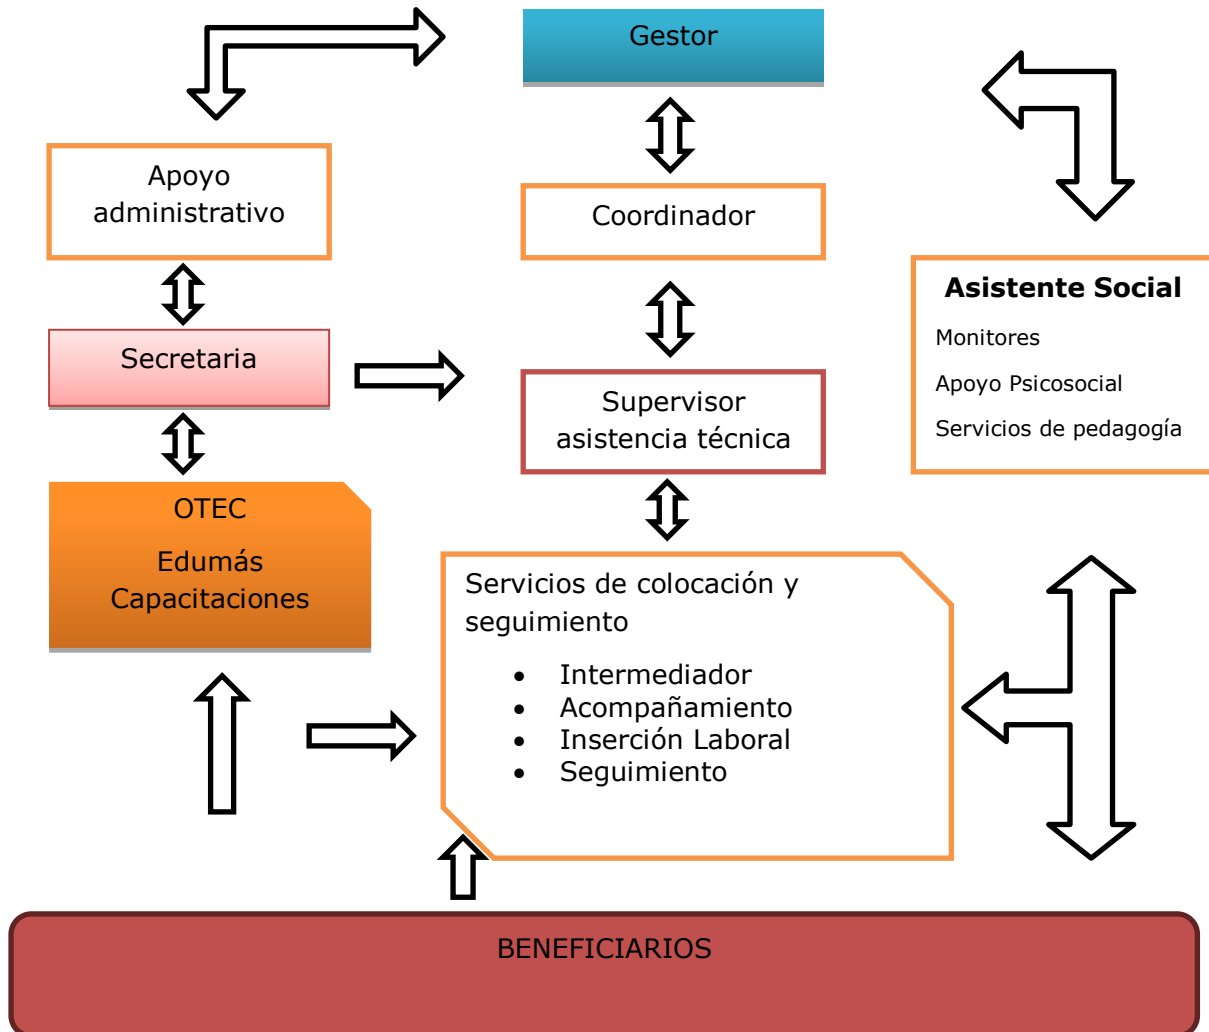 Gestor
Apoyo
administrativo
Coordinador
Asistente Social
Monitores
Apoyo Psicosocial
Servicios de pedagogía
Secretaria
Supervisor
asistencia técnica
OTEC
Edumás
Capacitaciones
Servicios de colocación y
seguimiento
• Intermediador
• Acompañamiento
• Inserción Laboral
• Seguimiento
BENEFICIARIOS